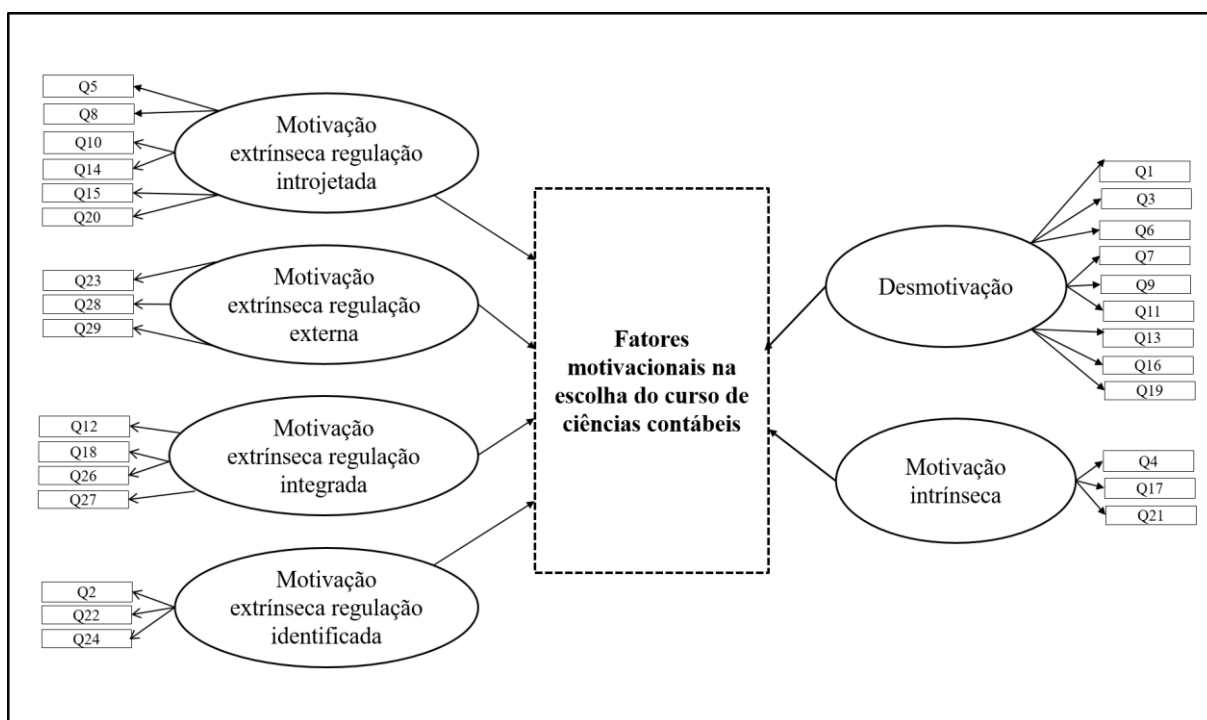 Q5
Q8
Q10
Q14
Q15
Q20
Motivação
extrínseca regulação
introjetada
Q23
Q28
Q29
Motivação
extrínseca regulação
externa
Q12
Q18
Q26
Q27
Motivação
extrínseca regulação
integrada
Q2
Q22
Q24
Motivação
extrínseca regulação
identificada
Fatores
motivacionais na
escolha do curso de
ciências contábeis
Desmotivação
Q1
Q3
Q6
Q7
Q9
Q11
Q13
Q16
Q19
Motivação
intrínseca
Q4
Q17
Q21